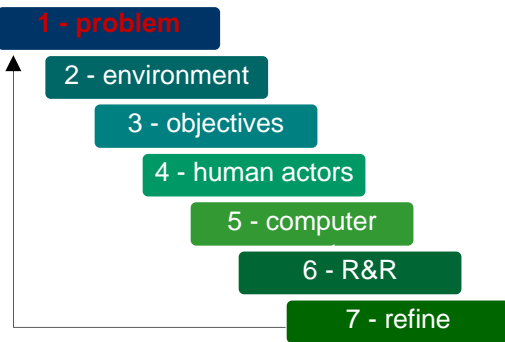 1 - problem
2 - environment
3 - objectives
4 - human actors
5 - computer
6 - R&R
7 - refine